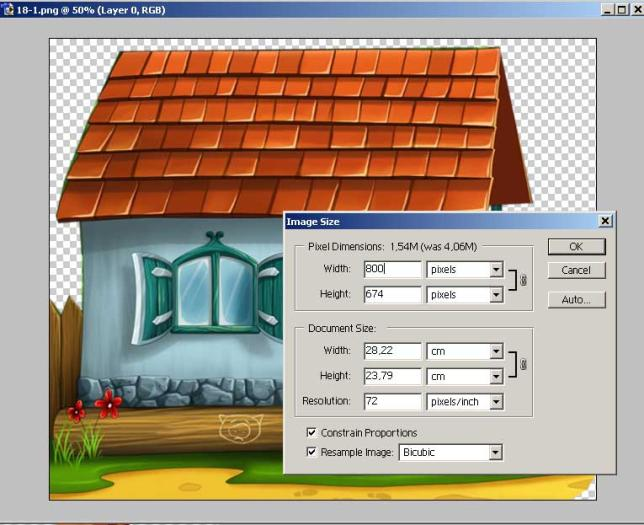 18-1.png @ 50% (Layer 0, RGB)
Image Size
Pixel Dimensions: 1,54M (was 4,06M)
OK
Width: 800 pixels
Cancel
Height: 674 pixels
Auto...
Document Size:
Width: 28,22 cm
Height: 23,79 cm
Resolution: 72 pixels/inch
Constrain Proportions
Resample Image: Bicubic